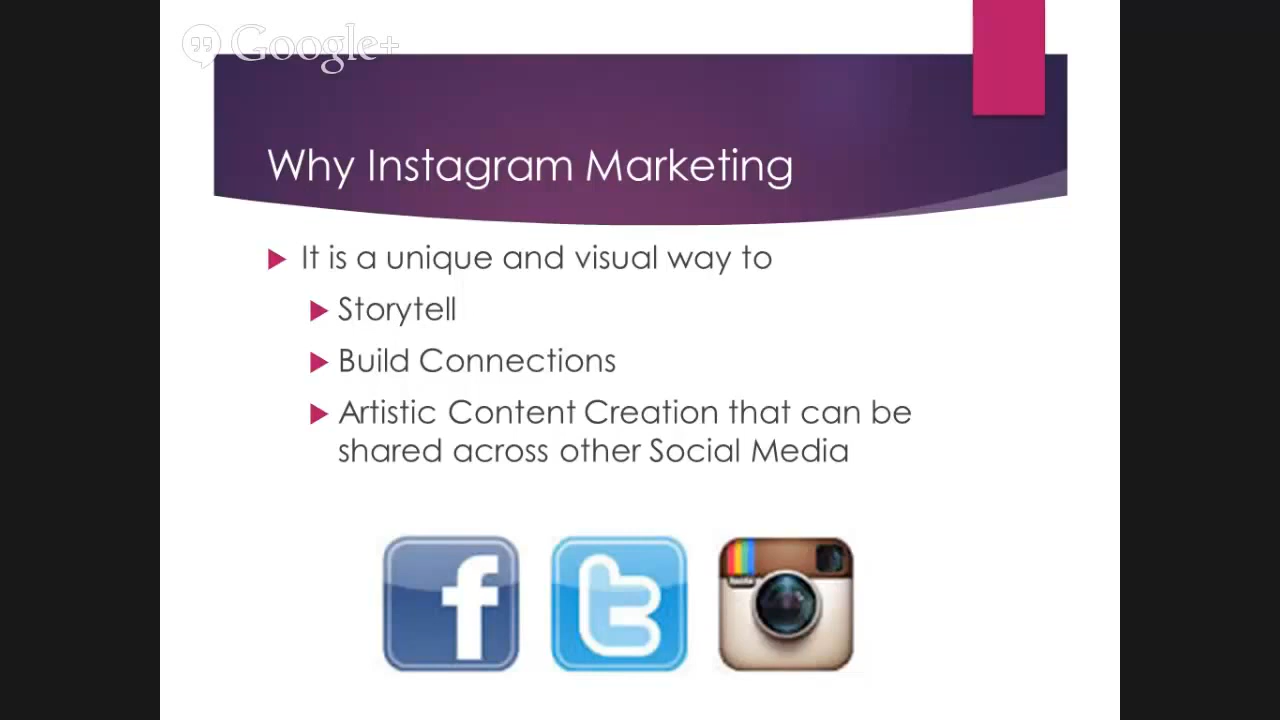 Google+
Why Instagram Marketing
It is a unique and visual way to
Storytell
Build Connections
Artistic Content Creation that can be
shared across other Social Media